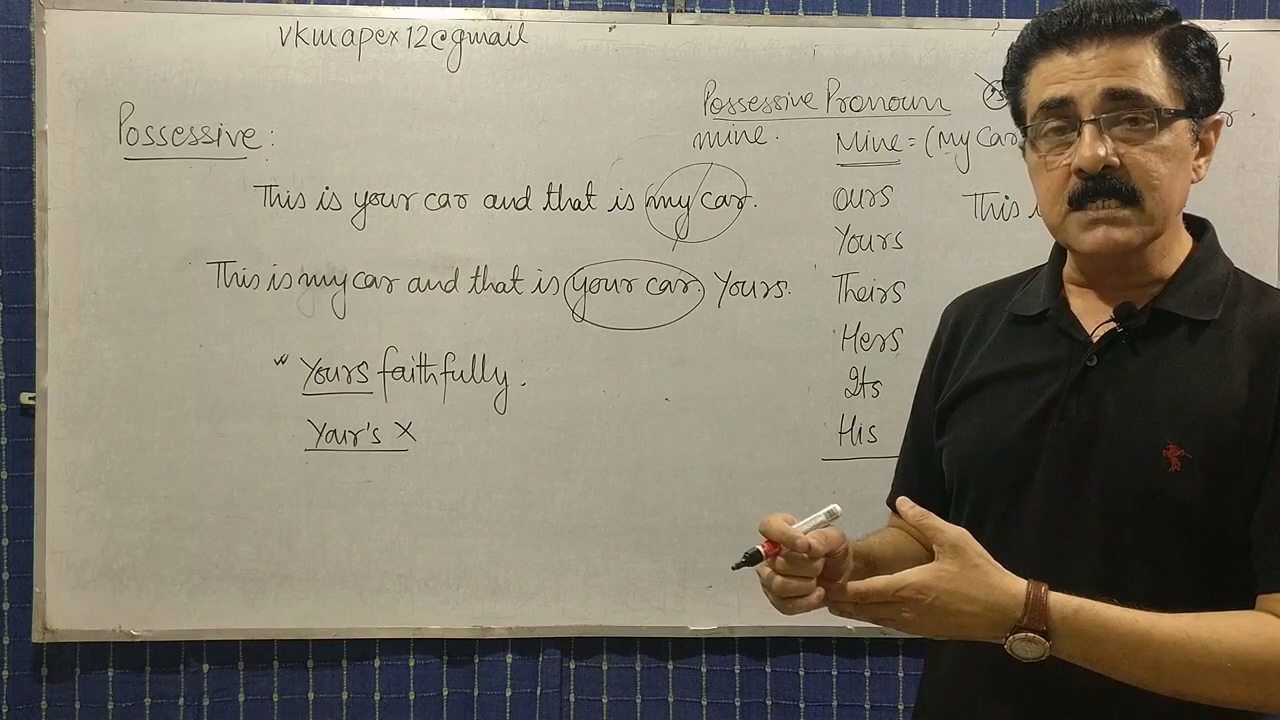 vkmapex12@gmail
Possessive Pronoun
Possessive:
mine.
Mine = (My Car
This is your car and that is my car.
Ours
This
Yours
This is my car and that is your car Yours.
Theirs
Hers
Yours faithfully.
Its
Your's X
His